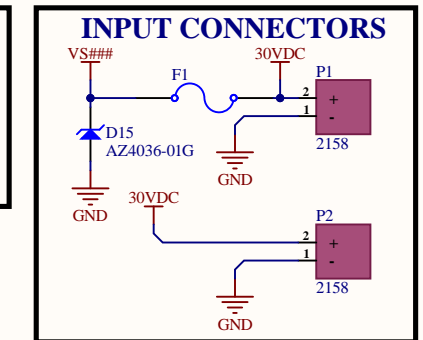 INPUT CONNECTORS
VS###
30VDC
F1
P1
2 +
1 -
D15
AZ4036-01G
2158
GND
GND
30VDC
P2
2 +
1 -
2158
GND